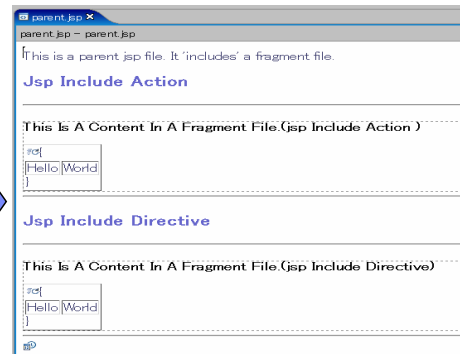 parent.jsp
parent.jsp - parent.jsp
This is a parent jsp file. It 'includes' a fragment file.
Jsp Include Action
This Is A Content In A Fragment File.(jsp Include Action )
{
Hello World
}
Jsp Include Directive
This Is A Content In A Fragment File.(jsp Include Directive)
{
Hello World
}